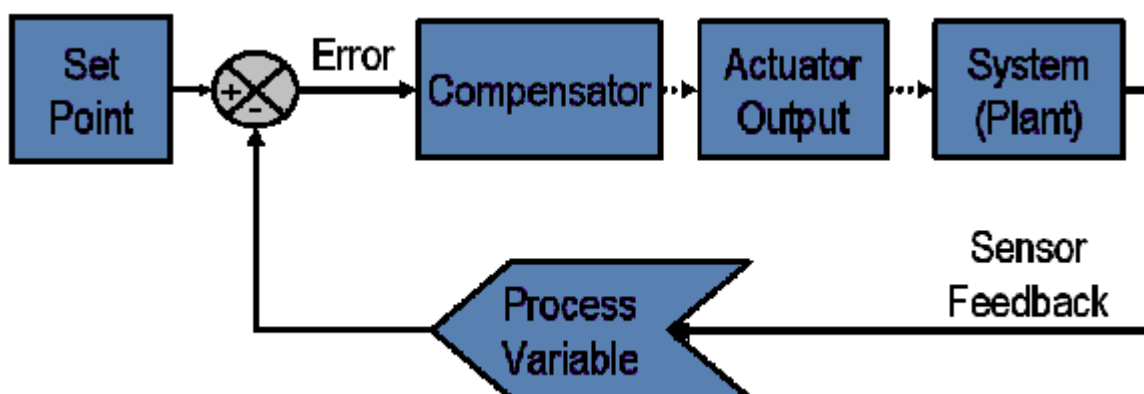 Set
Point
+
-
Error
Compensator
Actuator
Output
System
(Plant)
Sensor
Feedback
Process
Variable